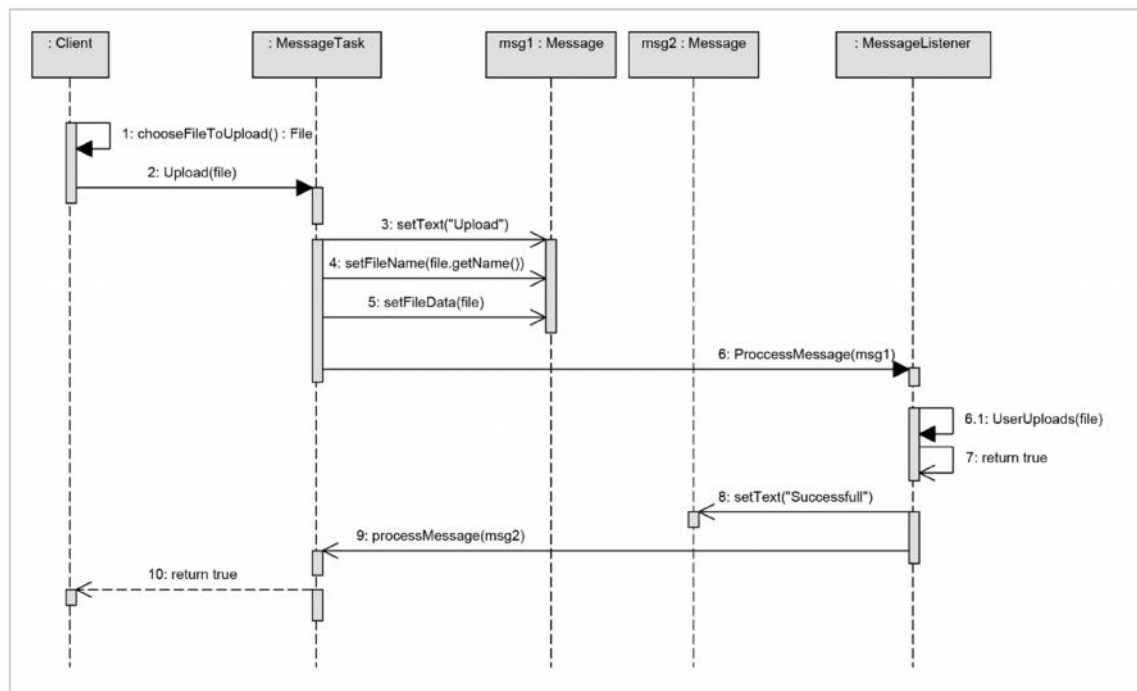 : Client
: MessageTask
msg1 : Message
msg2 : Message
: MessageListener
1: chooseFileToUpload() : File
2: Upload(file)
3: setText("Upload")
4: setFileName(file.getName())
5: setFileData(file)
6: ProccessMessage(msg1)
6.1: UserUploads(file)
7: return true
8: setText("Successfull")
9: processMessage(msg2)
10: return true